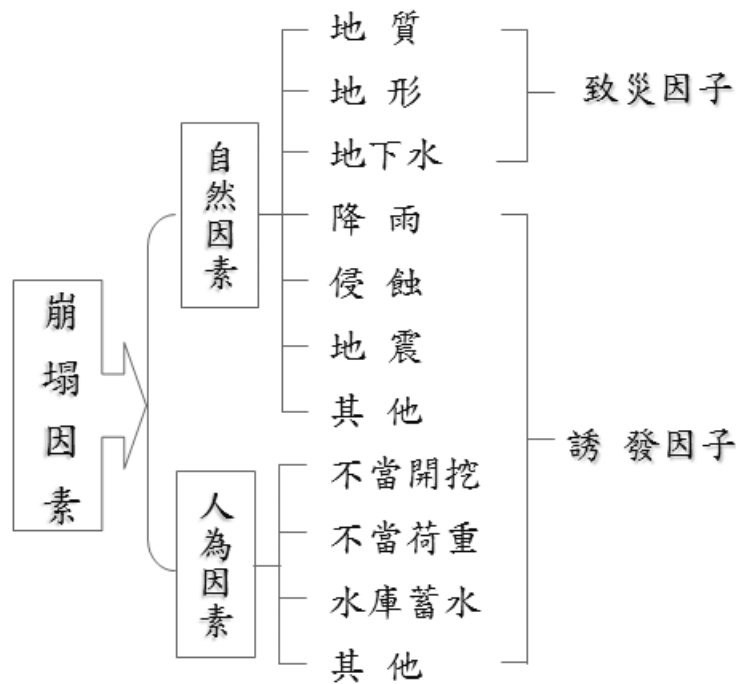 崩塌因素
自然因素
地質
地形
地下水
降雨
侵蝕
地震
其他
人為因素
不當開挖
不當荷重
水庫蓄水
其他
致災因子
誘發因子